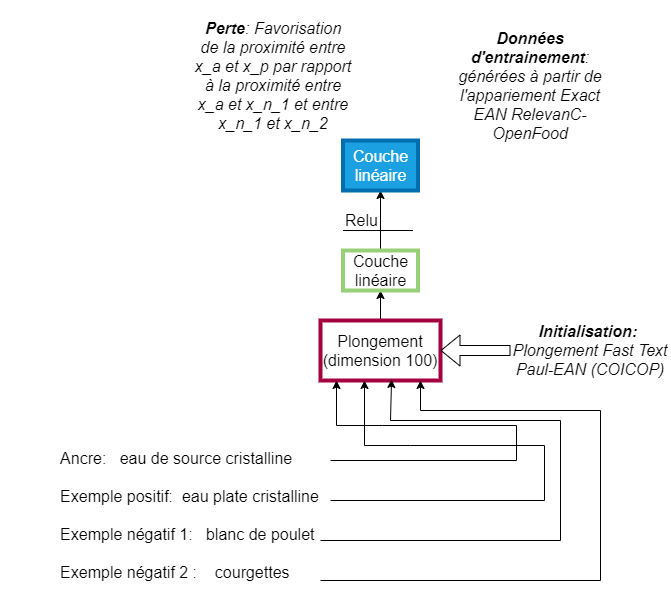 Perte: Favorisation
de la proximité entre
x_a et x_p par rapport
à la proximité entre
x_a et x_n_1 et entre
x_n_1 et x_n_2
Données
d'entrainement:
générées à partir de
l'appariement Exact
EAN RelevanC-
OpenFood
Couche
linéaire
Relu
Couche
linéaire
Plongement
(dimension 100)
Initialisation:
Plongement Fast Text
Paul-EAN (COICOP)
Ancre: eau de source cristalline
Exemple positif: eau plate cristalline
Exemple négatif 1: blanc de poulet
Exemple négatif 2 : courgettes